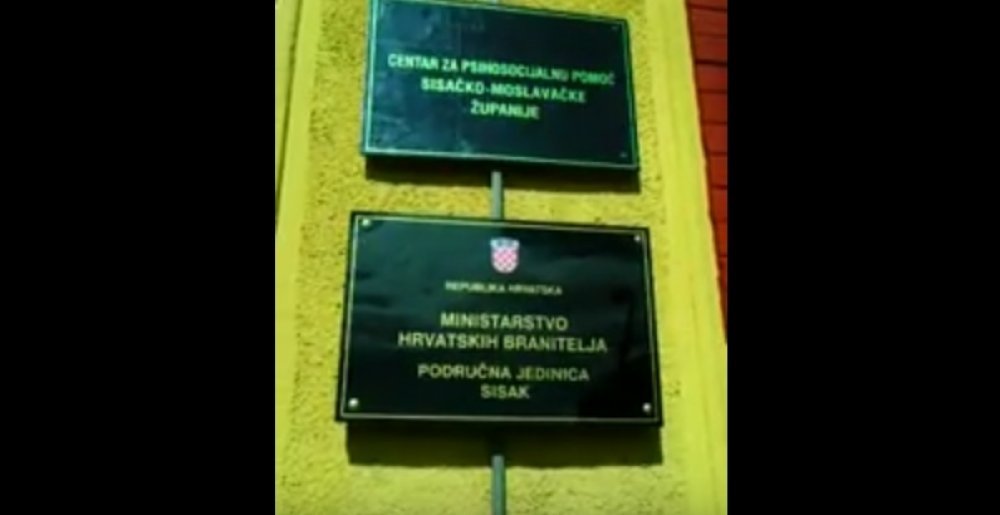 CENTAR ZA PSIHOSOCIJALNU POMOĆ
SISAČKO-MOSLAVAČKE
ŽUPANIJE
REPUBLIKA HRVATSKA
MINISTARSTVO
HRVATSKIH BRANITELJA
PODRUČNA JEDINICA
SISAK